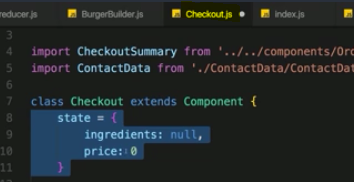 reducer.js
BurgerBuilder.js
Checkout.js
index.js
3
4 import CheckoutSummary from '../../components/Ord
5 import ContactData from './ContactData/ContactDat
6
7 class Checkout extends Component {
8 state = {
9 ingredients: null,
10 price: 0
11 }